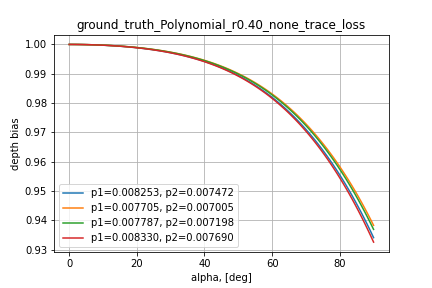 ground_truth_Polynomial_r0.40_none_trace_loss
1.00
0.99
0.98
0.97
0.96
0.95
0.94
0.93
depth bias
p1=0.008253, p2=0.007472
p1=0.007705, p2=0.007005
p1=0.007787, p2=0.007198
p1=0.008330, p2=0.007690
0 20 40 60 80
alpha, [deg]